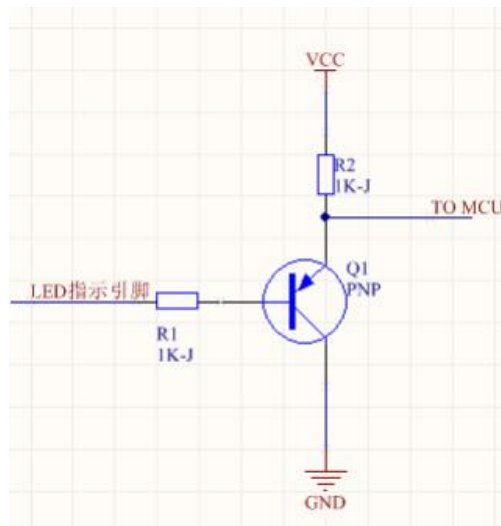 VCC
R2
1K-J
TO MCU
Q1
PNP
LED指示引脚
R1
1K-J
GND